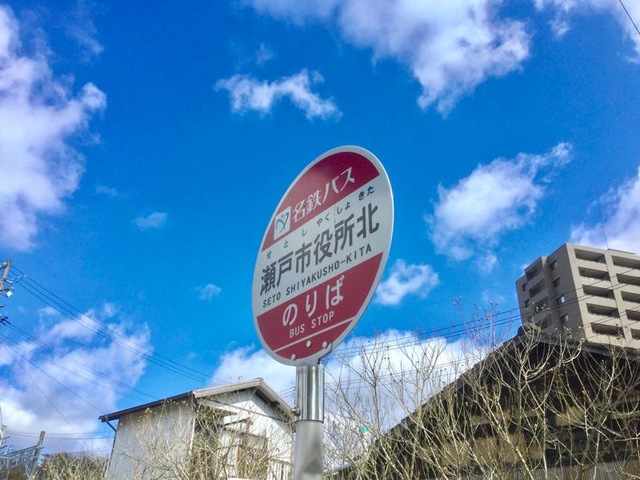 名鉄バス
せとしやくしょきた
瀬戸市役所北
SETO SHIYAKUSHO-KITA
のりば
BUS STOP